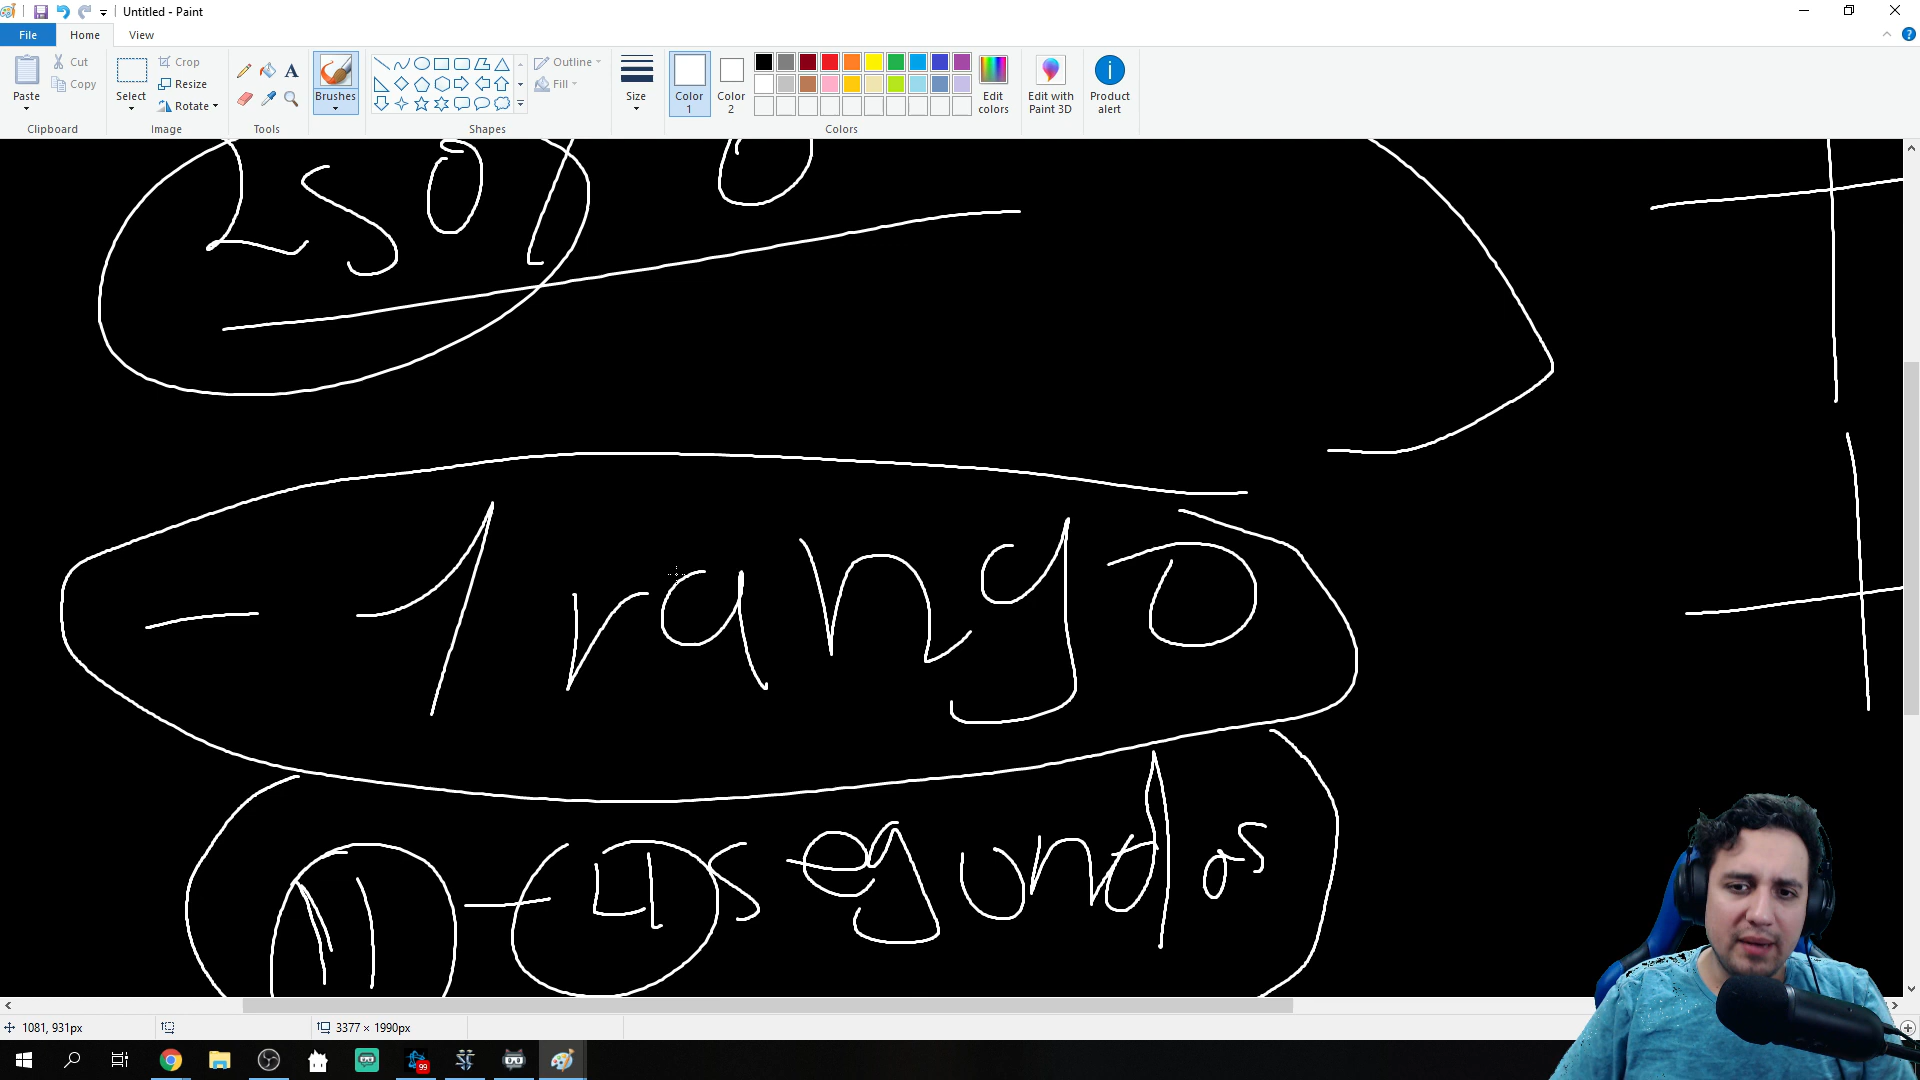 Untitled - Paint
File
Home
View
Paste
Cut
Copy
Clipboard
Select
Crop
Resize
Rotate
Image
Tools
Brushes
Shapes
Outline
Fill
Size
Color 1
Color 2
Colors
Edit colors
Edit with Paint 3D
Product alert
- 1 rango
11 - 4 segundos
1081, 931px
3377 × 1990px
99